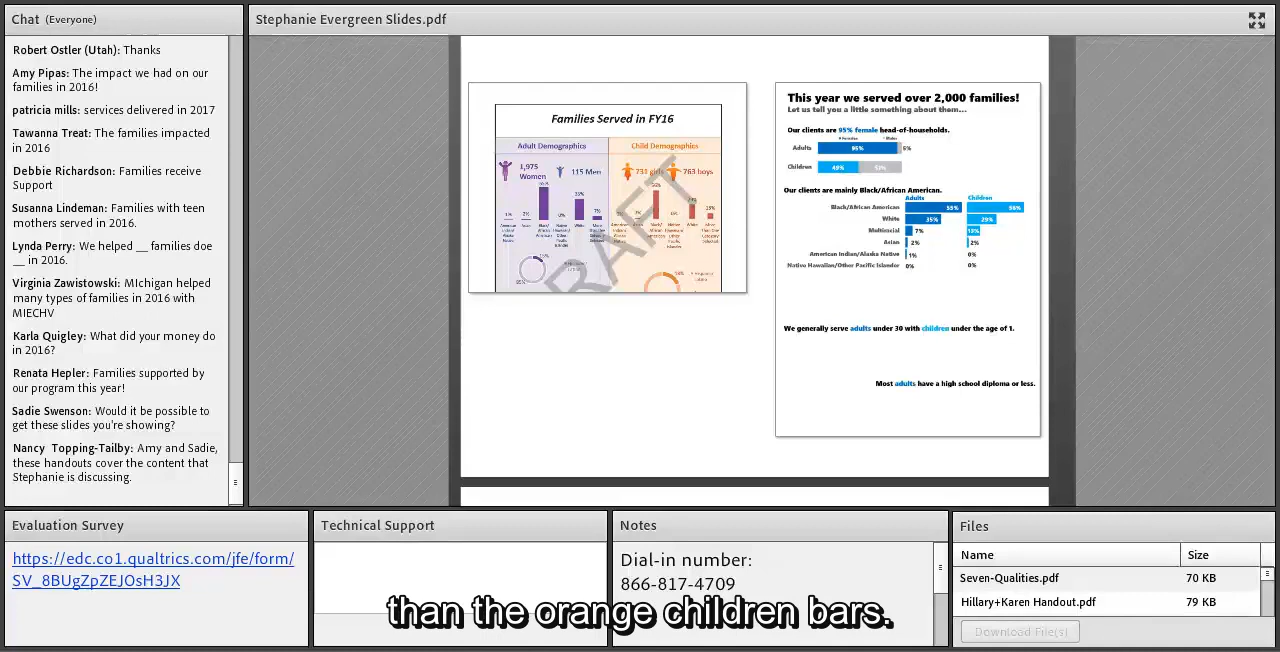 Chat (Everyone)
Robert Ostler (Utah): Thanks
Amy Pipas: The impact we had on our
families in 2016!
patricia mills: servicesdelivered in 2017
Tawanna Treat: The families impacted
in 2016
Debbie Richardson: Families receive
Support
Susanna Lindeman: Families with teen
mothers served in 2016.
Lynda Perry: We helped __ families doe
__ in 2016.
Virginia Zawistowski: MIchigan helped
many types of families in 2016 with
MIECHV
Karla Quigley: What did your money do
in 2016?
Renata Hepler: Families supported by
our program this year!
Sadie Swenson: Would it be possible to
get these slides you're showing?
Nancy Topping-Tailby: Amy and Sadie,
these handouts cover the content that
Stephanie is discussing.
Stephanie Evergreen Slides.pdf
Families Served in FY16
Adult Demographics
Child Demographics
1,975
Women
115 Men
731 girls
763 boys
DRAFT
This year we served over 2,000 families!
Let us tell you a little something about them...
Our clients are 95% female head-of-households.
Adults 95% 5%
Children 49% 51%
Our clients are mainly Black/African American.
Adults Children
Black/African American 55% 56%
White 35% 29%
Multiracial 7% 13%
Asian 2% 2%
American Indian/Alaska Native 1% 0%
Native Hawaiian/Other Pacific Islander 0% 0%
We generally serve adults under 30 with children under the age of 1.
Most adults have a high school diploma or less.
Evaluation Survey
https://edc.co1.qualtrics.com/jfe/form/
SV_8BUgZpZEJOsH3JX
Technical Support
Notes
Dial-in number:
866-817-4709
Files
Name Size
Seven-Qualities.pdf 70 KB
Hillary+Karen Handout.pdf 79 KB
Download File(s)
than the orange children bars.